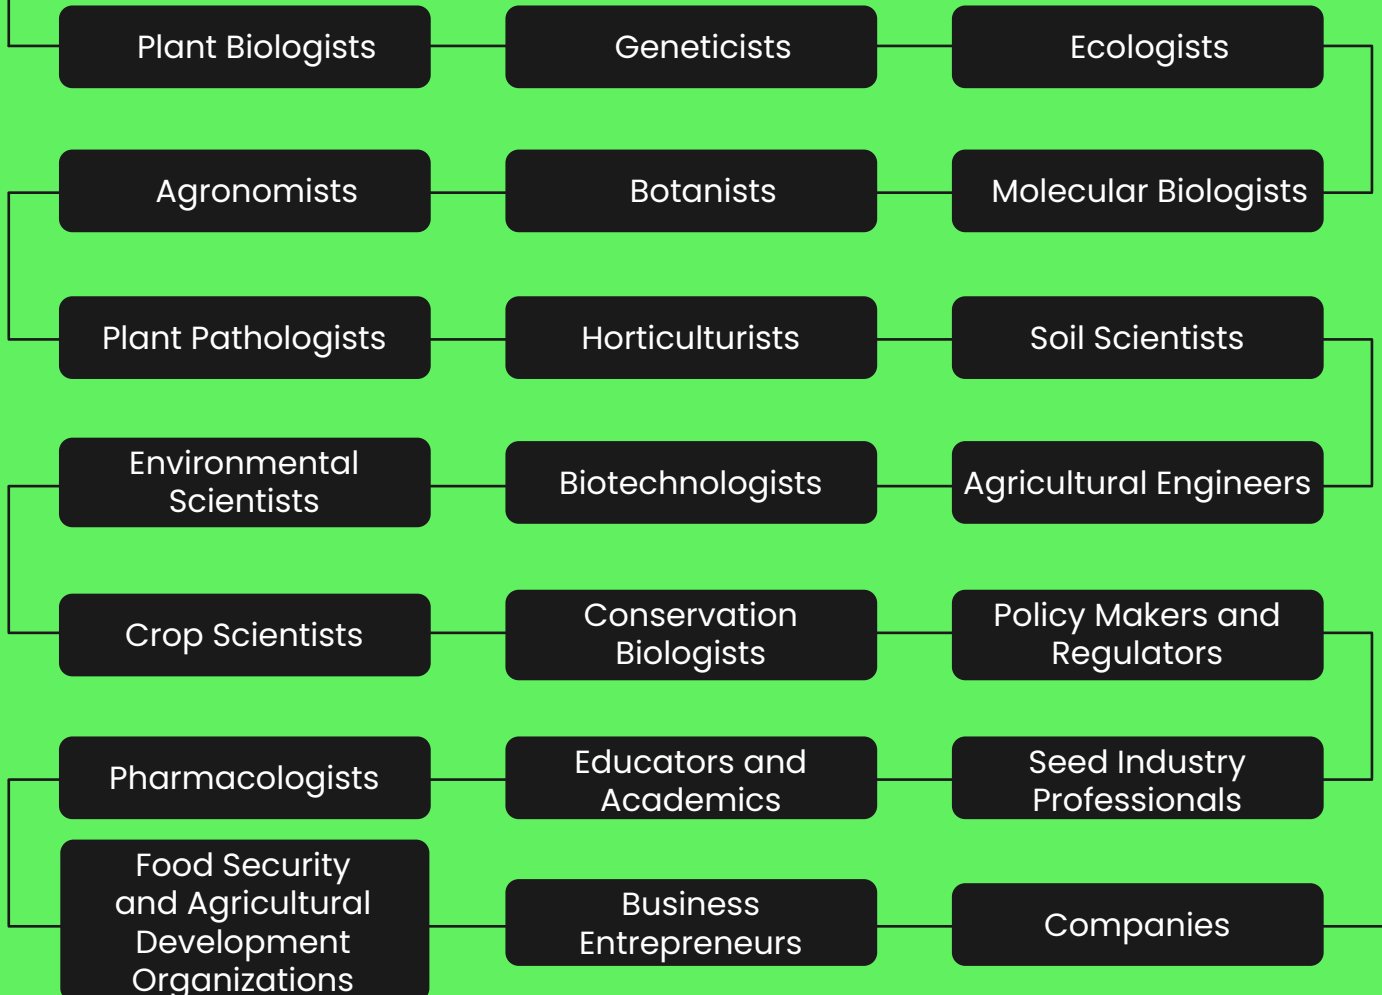 Plant Biologists
Geneticists
Ecologists
Agronomists
Botanists
Molecular Biologists
Plant Pathologists
Horticulturists
Soil Scientists
Environmental
Scientists
Biotechnologists
Agricultural Engineers
Crop Scientists
Conservation
Biologists
Policy Makers and
Regulators
Pharmacologists
Educators and
Academics
Seed Industry
Professionals
Food Security
and Agricultural
Development
Organizations
Business
Entrepreneurs
Companies